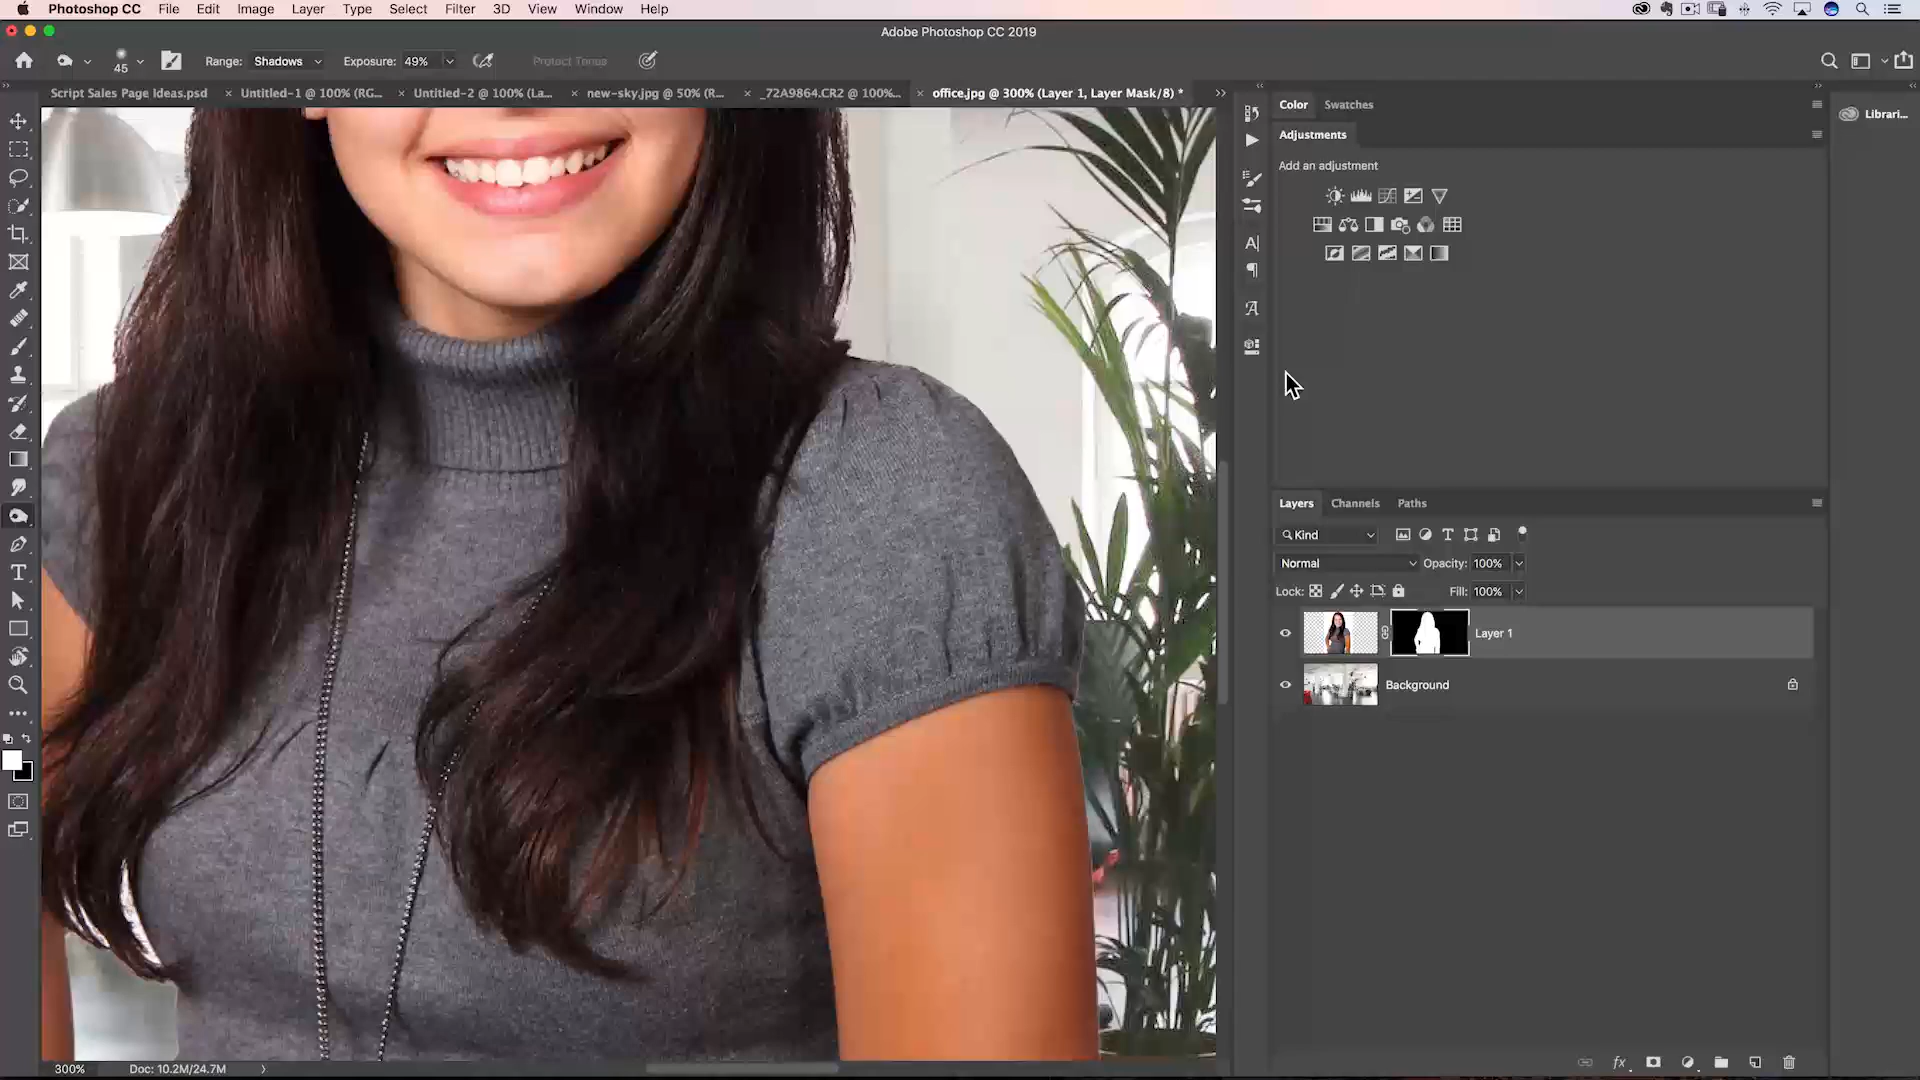 Photoshop CC File Edit Image Layer Type Select Filter 3D View Window Help
Adobe Photoshop CC 2019
45 Range: Shadows Exposure: 49% Protect Tones
Script Sales Page Ideas.psd × Untitled-1 @ 100% (RG... × Untitled-2 @ 100% (La... × new-sky.jpg @ 50% (R... × _72A9864.CR2 @ 100%... × office.jpg @ 300% (Layer 1, Layer Mask/8) *
Color Swatches
Librari...
Adjustments
Add an adjustment
Layers Channels Paths
Kind
Normal Opacity: 100%
Lock: Fill: 100%
Layer 1
Background
300% Doc: 10.2M/24.7M